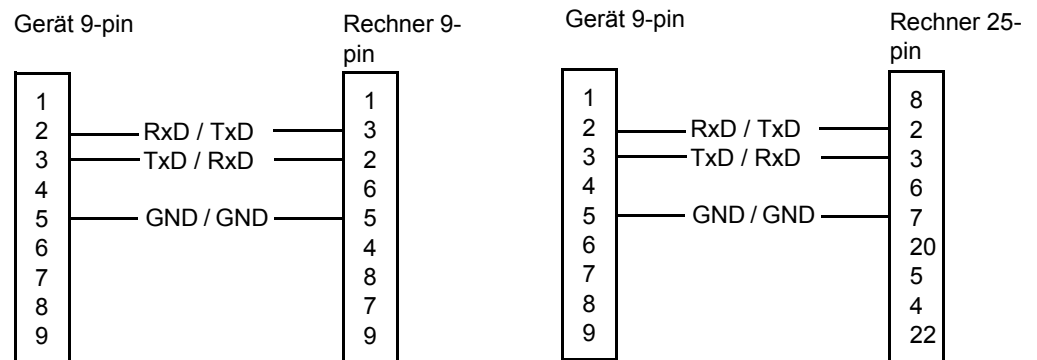 Gerät 9-pin
Rechner 9-
pin
1 1
2 RxD / TxD 3
3 TxD / RxD 2
4 6
5 GND / GND 5
6 4
7 8
8 7
9 9
Gerät 9-pin
Rechner 25-
pin
1 8
2 RxD / TxD 2
3 TxD / RxD 3
4 6
5 GND / GND 7
6 20
7 5
8 4
9 22